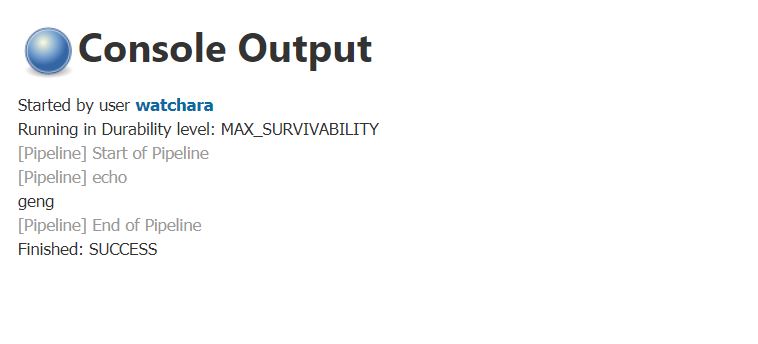 Console Output
Started by user watchara
Running in Durability level: MAX_SURVIVABILITY
[Pipeline] Start of Pipeline
[Pipeline] echo
geng
[Pipeline] End of Pipeline
Finished: SUCCESS